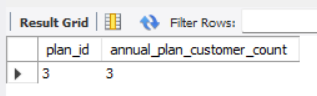 Result Grid Filter Rows:
plan_id annual_plan_customer_count
3 3